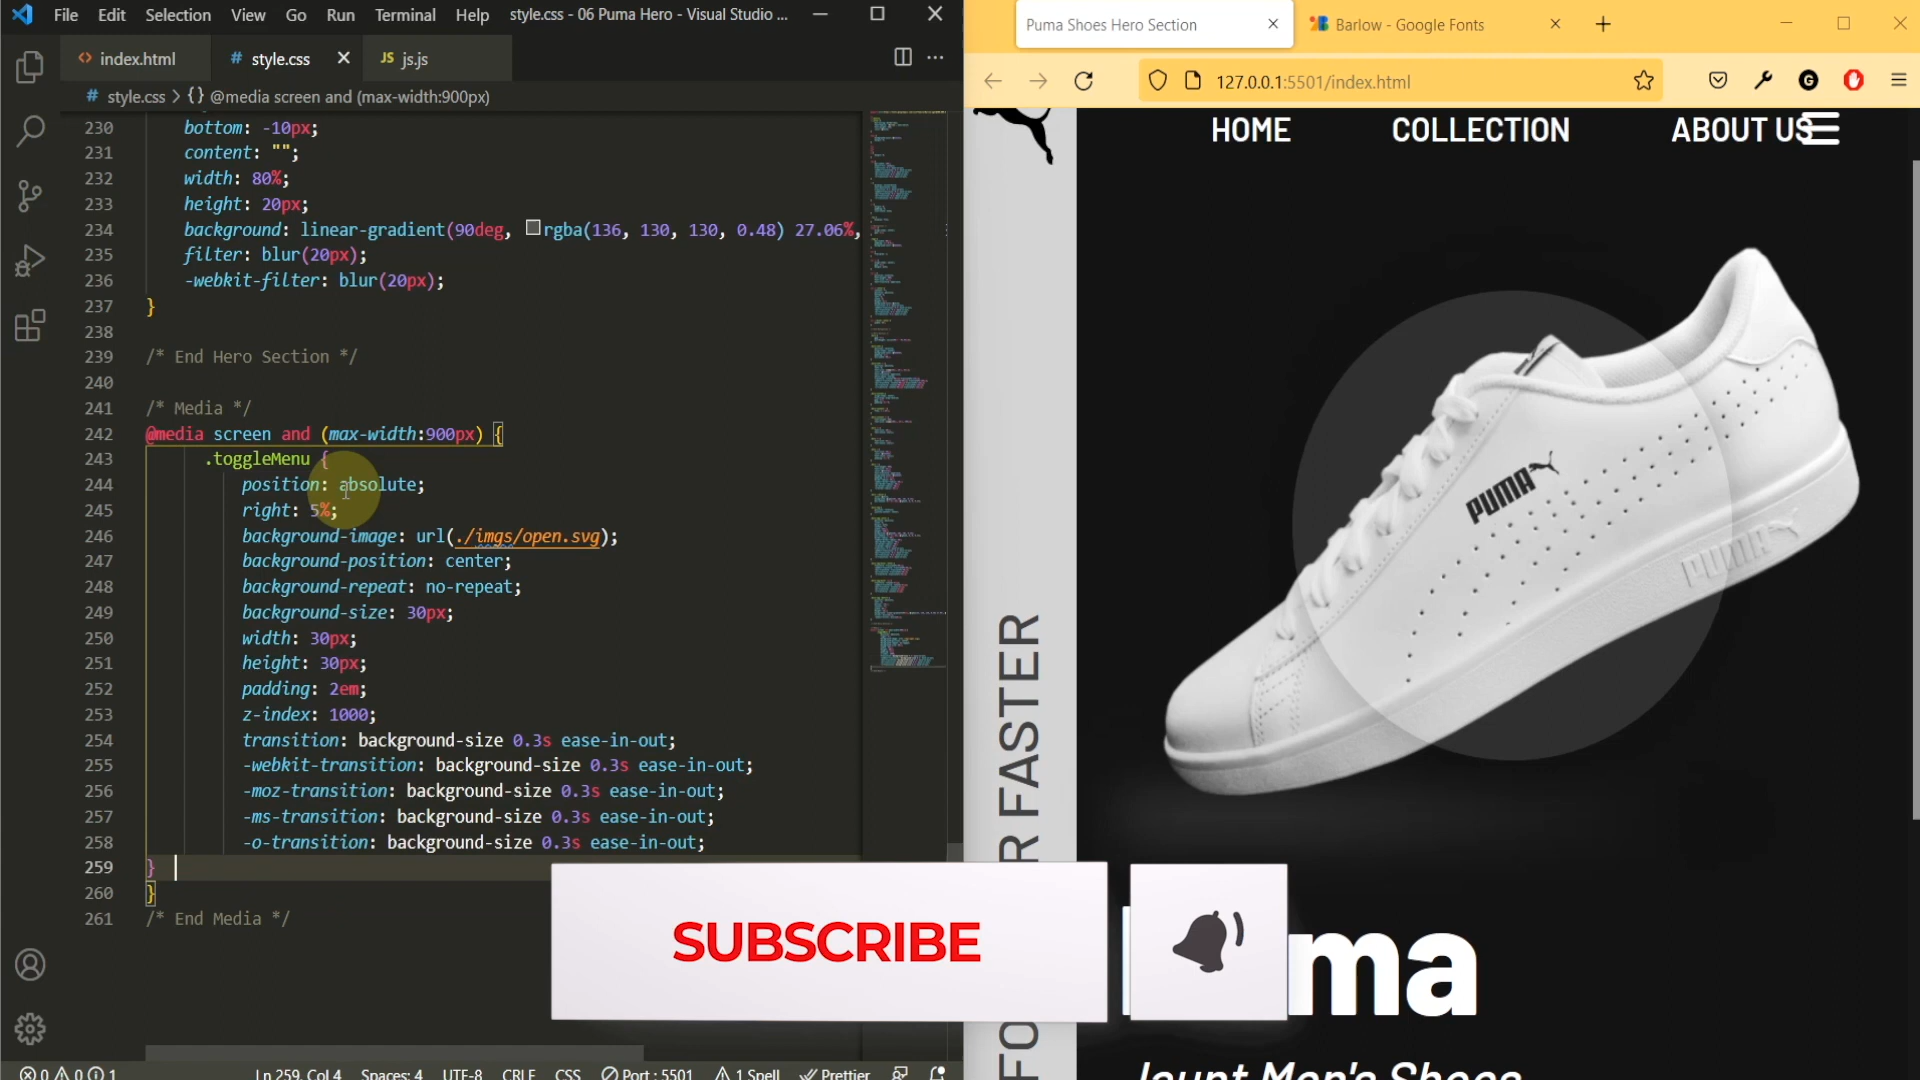 File Edit Selection View Go Run Terminal Help style.css - 06 Puma Hero - Visual Studio ...
index.html
# style.css
JS js.js
# style.css > {} @media screen and (max-width:900px)
230 bottom: -10px;
231 content: "";
232 width: 80%;
233 height: 20px;
234 background: linear-gradient(90deg, rgba(136, 130, 130, 0.48) 27.06%,
235 filter: blur(20px);
236 -webkit-filter: blur(20px);
237 }
238
239 /* End Hero Section */
240
241 /* Media */
242 @media screen and (max-width:900px) {
243 .toggleMenu {
244 position: absolute;
245 right: 5%;
246 background-image: url(./imgs/open.svg);
247 background-position: center;
248 background-repeat: no-repeat;
249 background-size: 30px;
250 width: 30px;
251 height: 30px;
252 padding: 2em;
253 z-index: 1000;
254 transition: background-size 0.3s ease-in-out;
255 -webkit-transition: background-size 0.3s ease-in-out;
256 -moz-transition: background-size 0.3s ease-in-out;
257 -ms-transition: background-size 0.3s ease-in-out;
258 -o-transition: background-size 0.3s ease-in-out;
259 }
260 }
261 /* End Media */
0 0 1 Ln 259, Col 4 Spaces: 4 UTF-8 CRLF CSS Port : 5501 1 Spell Prettier
Puma Shoes Hero Section
Barlow - Google Fonts
127.0.0.1:5501/index.html
G
HOME COLLECTION ABOUT US
FASTER
PUMA
PUMA
SUBSCRIBE
ma
Men's Shoes